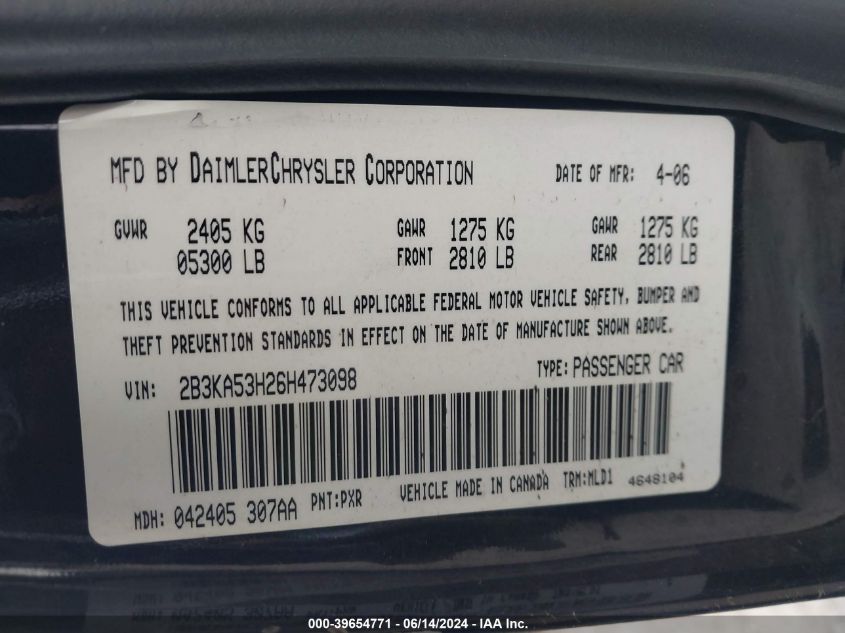 MFD BY DAIMLERCHRYSLER CORPORATION DATE OF MFR: 4-06
GVWR 2405 KG GAWR 1275 KG GAWR 1275 KG
05300 LB FRONT 2810 LB REAR 2810 LB
THIS VEHICLE CONFORMS TO ALL APPLICABLE FEDERAL MOTOR VEHICLE SAFETY, BUMPER AND
THEFT PREVENTION STANDARDS IN EFFECT ON THE DATE OF MANUFACTURE SHOWN ABOVE.
VIN: 2B3KA53H26H473098 TYPE: PASSENGER CAR
MDH: 042405 307AA PNT:PXR VEHICLE MADE IN CANADA TRM:MLD1 4648104
000-39654771 - 06/14/2024 - IAAI.COM